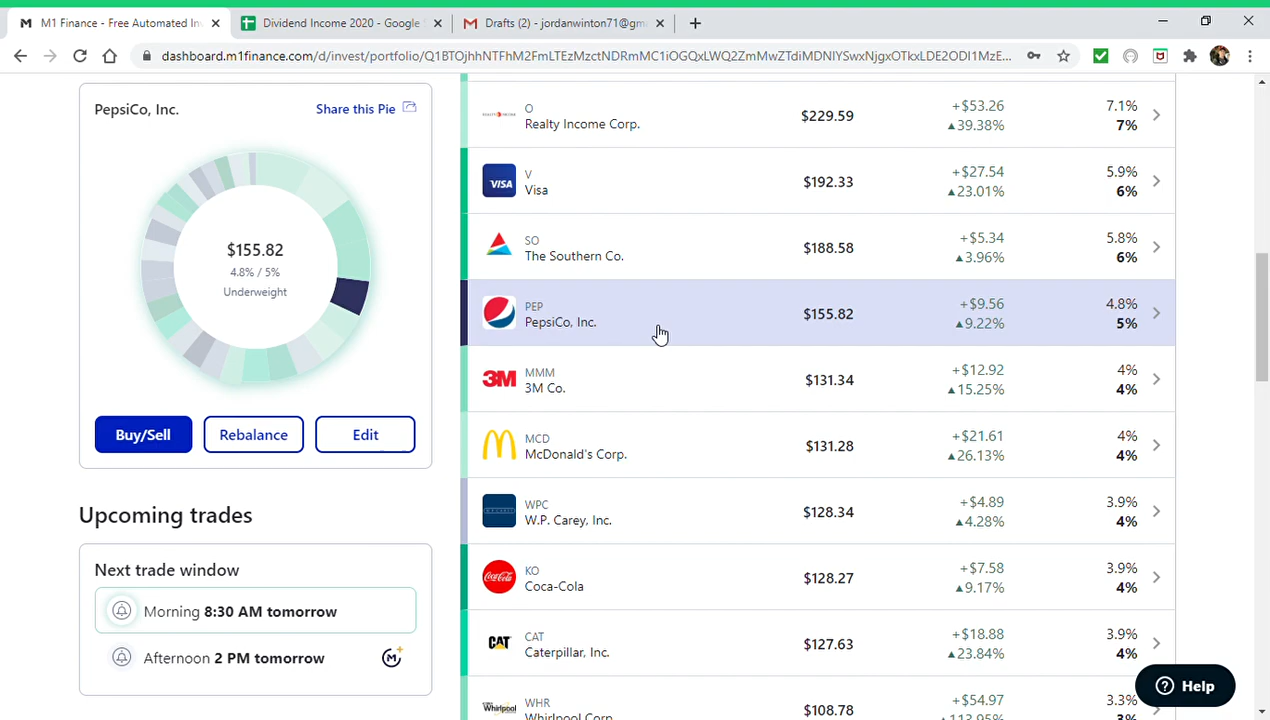 M1 Finance - Free Automated Inv
Dividend Income 2020 - Google S
Drafts (2) - jordanwinton71@gm
dashboard.m1finance.com/d/invest/portfolio/Q1BTOjhhNTFhM2FmLTEzMzctNDRmMC1iOGQxLWQ2ZmMwZTdiMDNlYSwxNjgxOTkxLDE2ODI1MzE...
PepsiCo, Inc.
Share this Pie
$155.82
4.8% / 5%
Underweight
Buy/Sell
Rebalance
Edit
Upcoming trades
Next trade window
Morning 8:30 AM tomorrow
Afternoon 2 PM tomorrow
M
O
Realty Income Corp.
$229.59
+$53.26
▲39.38%
7.1%
7%
VISA
V
Visa
$192.33
+$27.54
▲23.01%
5.9%
6%
SO
The Southern Co.
$188.58
+$5.34
▲3.96%
5.8%
6%
PEP
PepsiCo, Inc.
$155.82
+$9.56
▲9.22%
4.8%
5%
3M
MMM
3M Co.
$131.34
+$12.92
▲15.25%
4%
4%
MCD
McDonald's Corp.
$131.28
+$21.61
▲26.13%
4%
4%
WPC
W.P. Carey, Inc.
$128.34
+$4.89
▲4.28%
3.9%
4%
Coca-Cola
KO
Coca-Cola
$128.27
+$7.58
▲9.17%
3.9%
4%
CAT
CAT
Caterpillar, Inc.
$127.63
+$18.88
▲23.84%
3.9%
4%
Whirlpool
WHR
Whirlpool Corp
$108.78
+$54.97
▲113.95%
3.3%
3%
Help